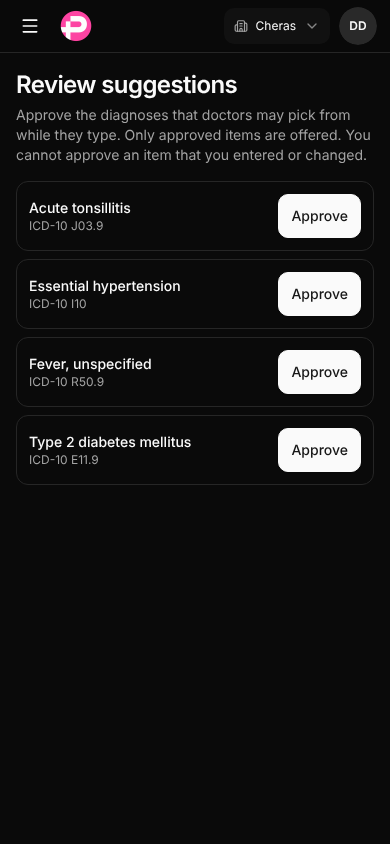 Cheras
DD
Review suggestions
Approve the diagnoses that doctors may pick from
while they type. Only approved items are offered. You
cannot approve an item that you entered or changed.
Acute tonsillitis
ICD-10 J03.9
Approve
Essential hypertension
ICD-10 I10
Approve
Fever, unspecified
ICD-10 R50.9
Approve
Type 2 diabetes mellitus
ICD-10 E11.9
Approve